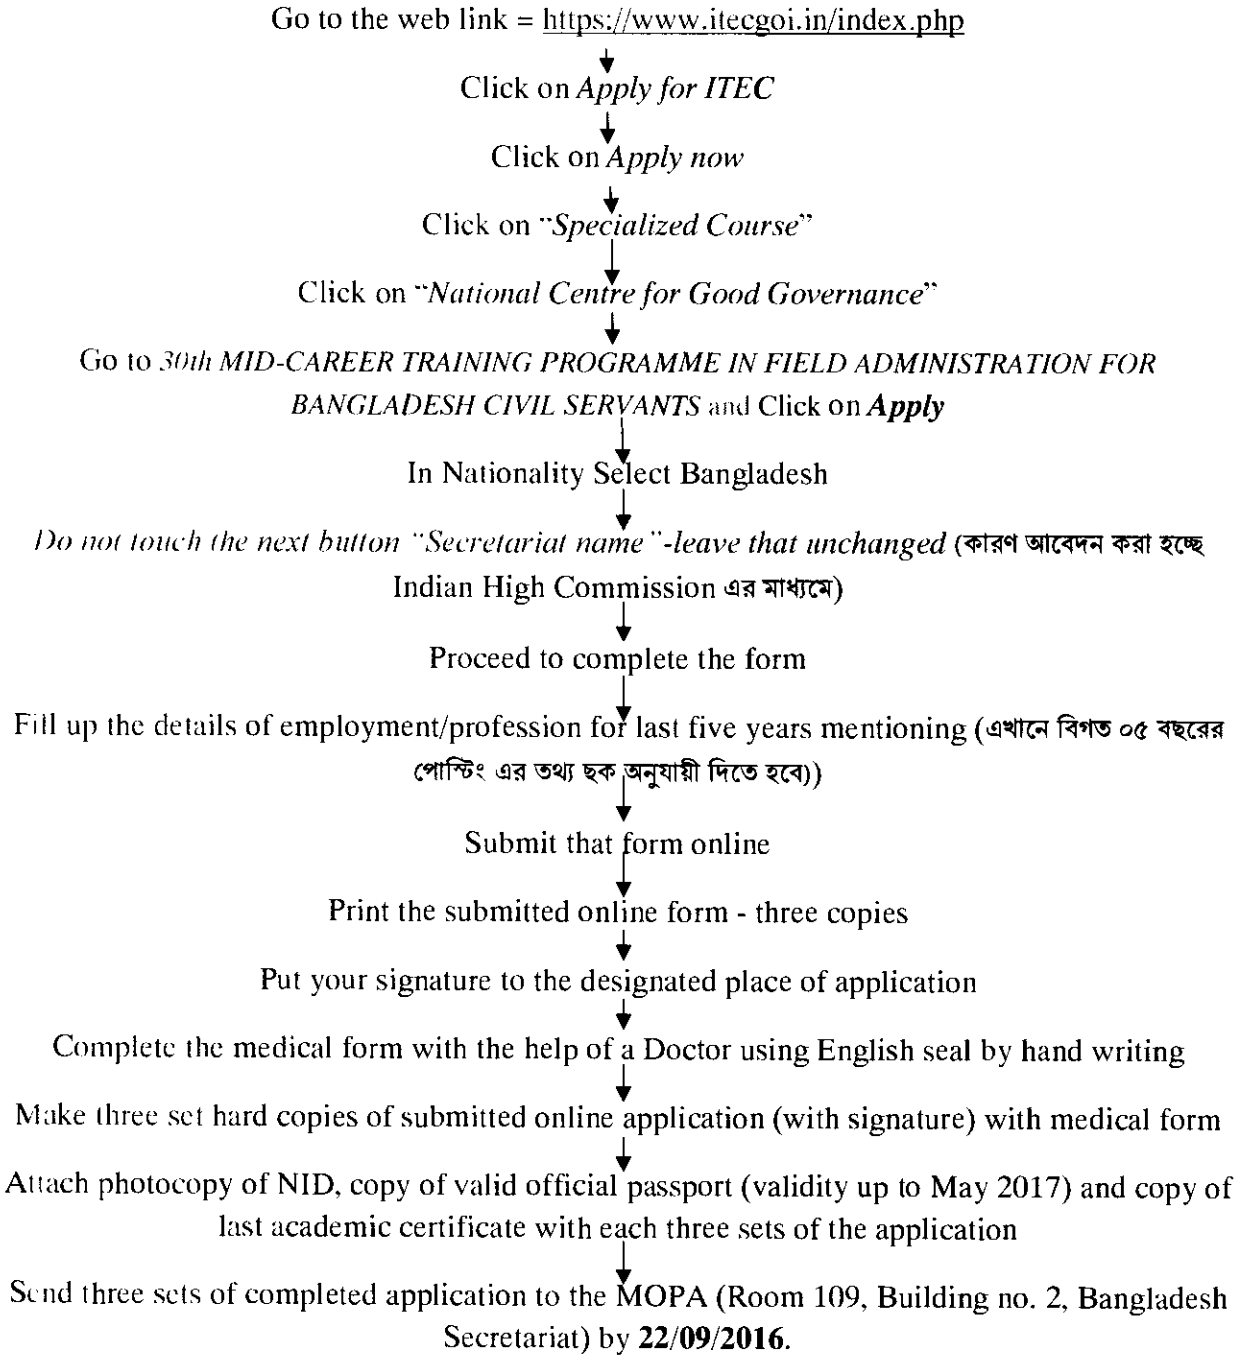 Go to the web link = https://www.itecgoi.in/index.php
Click on Apply for ITEC
Click on Apply now
Click on "Specialized Course"
Click on "National Centre for Good Governance"
Go to 30th MID-CAREER TRAINING PROGRAMME IN FIELD ADMINISTRATION FOR
BANGLADESH CIVIL SERVANTS and Click on Apply
In Nationality Select Bangladesh
Do not touch the next button "Secretariat name"-leave that unchanged (কারণ আবেদন করা হচ্ছে
Indian High Commission এর মাধ্যমে)
Proceed to complete the form
Fill up the details of employment/profession for last five years mentioning (এখানে বিগত ০৫ বছরের
পোস্টিং এর তথ্য ছক অনুযায়ী দিতে হবে))
Submit that form online
Print the submitted online form - three copies
Put your signature to the designated place of application
Complete the medical form with the help of a Doctor using English seal by hand writing
Make three set hard copies of submitted online application (with signature) with medical form
Attach photocopy of NID, copy of valid official passport (validity up to May 2017) and copy of
last academic certificate with each three sets of the application
Send three sets of completed application to the MOPA (Room 109, Building no. 2, Bangladesh
Secretariat) by 22/09/2016.